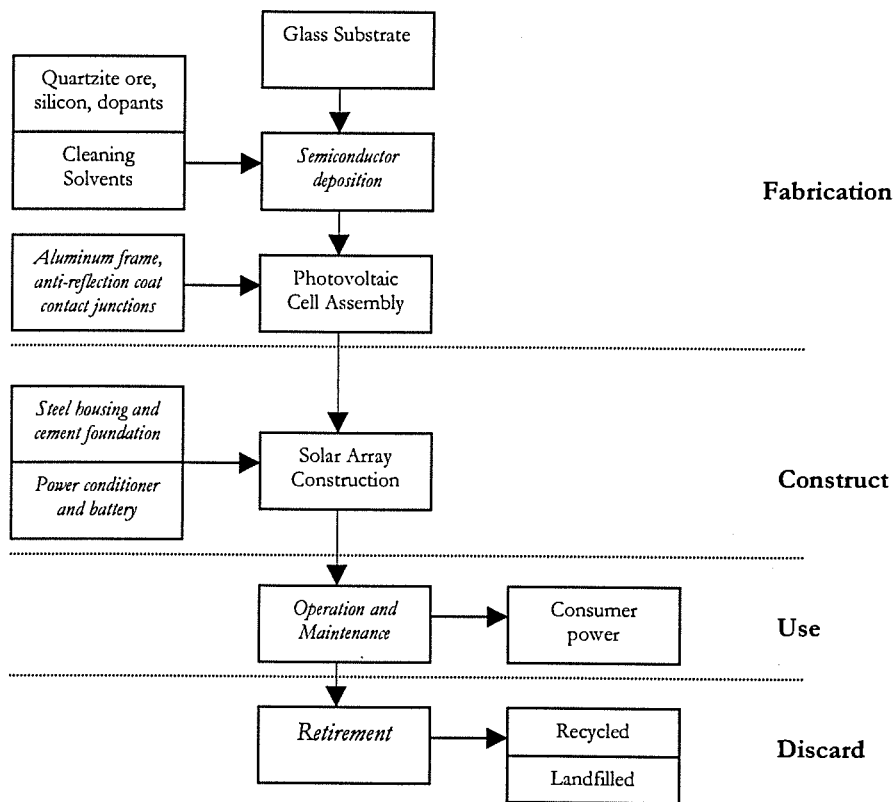 Glass Substrate
Quartzite ore,
silicon, dopants
Cleaning
Solvents
Semiconductor
deposition
Fabrication
Aluminum frame,
anti-reflection coat
contact junctions
Photovoltaic
Cell Assembly
Steel housing and
cement foundation
Power conditioner
and battery
Solar Array
Construction
Construct
Operation and
Maintenance
Consumer
power
Use
Retirement
Recycled
Landfilled
Discard